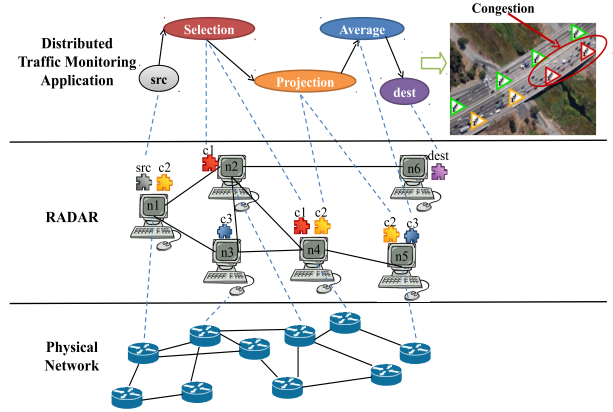 Congestion
Selection
Average
Distributed
Traffic Monitoring
Application
src
Projection
dest
c1
src c2
n2
n6
dest
n1
RADAR
c3
c1 c2
c2
c3
n3
n4
n5
Physical
Network